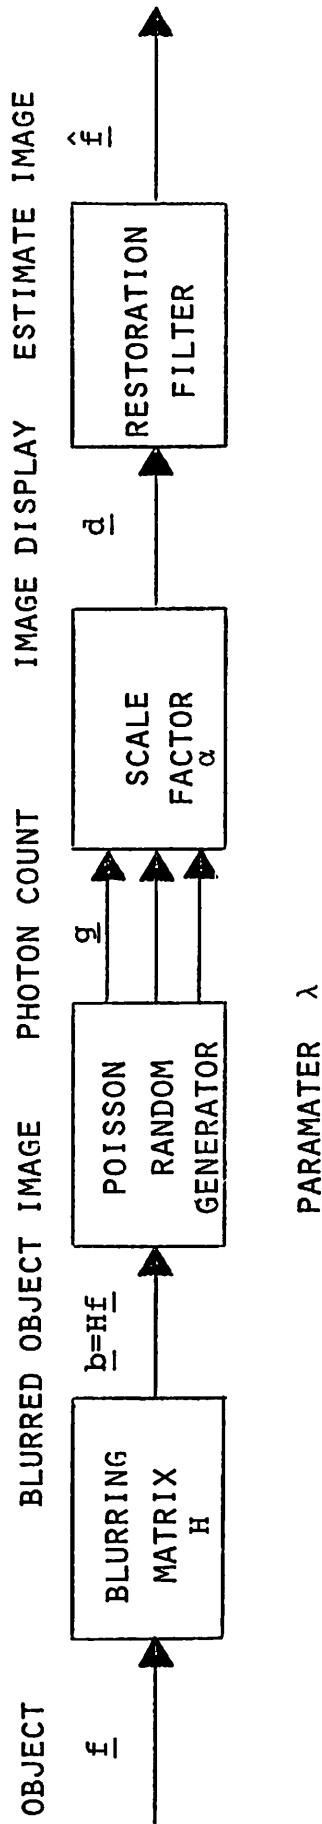 OBJECT
BLURRED OBJECT IMAGE
PHOTON COUNT
IMAGE DISPLAY
ESTIMATE IMAGE
f
b=Hf
g
d
f̂
BLURRING
MATRIX
H
POISSON
RANDOM
GENERATOR
SCALE
FACTOR
α
RESTORATION
FILTER
PARAMATER λ